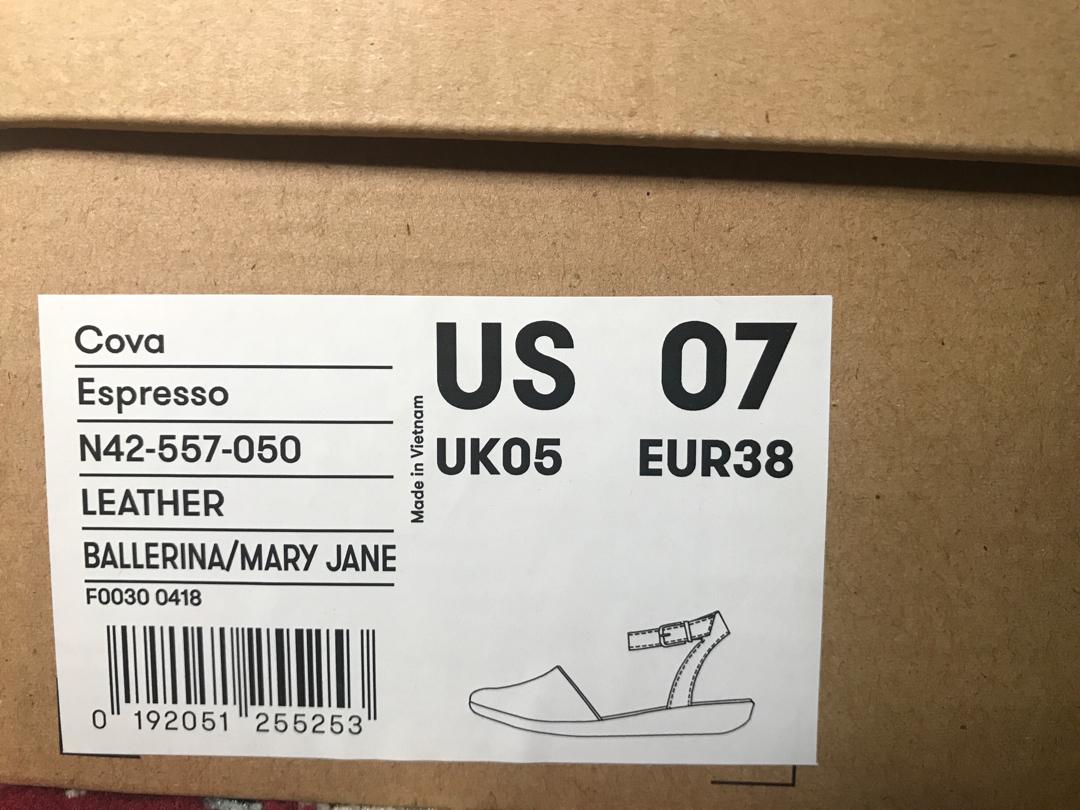 Cova
Espresso
N42-557-050
LEATHER
BALLERINA/MARY JANE
F0030 0418
0 192051 255253
Made in Vietnam
US 07
UK05 EUR38